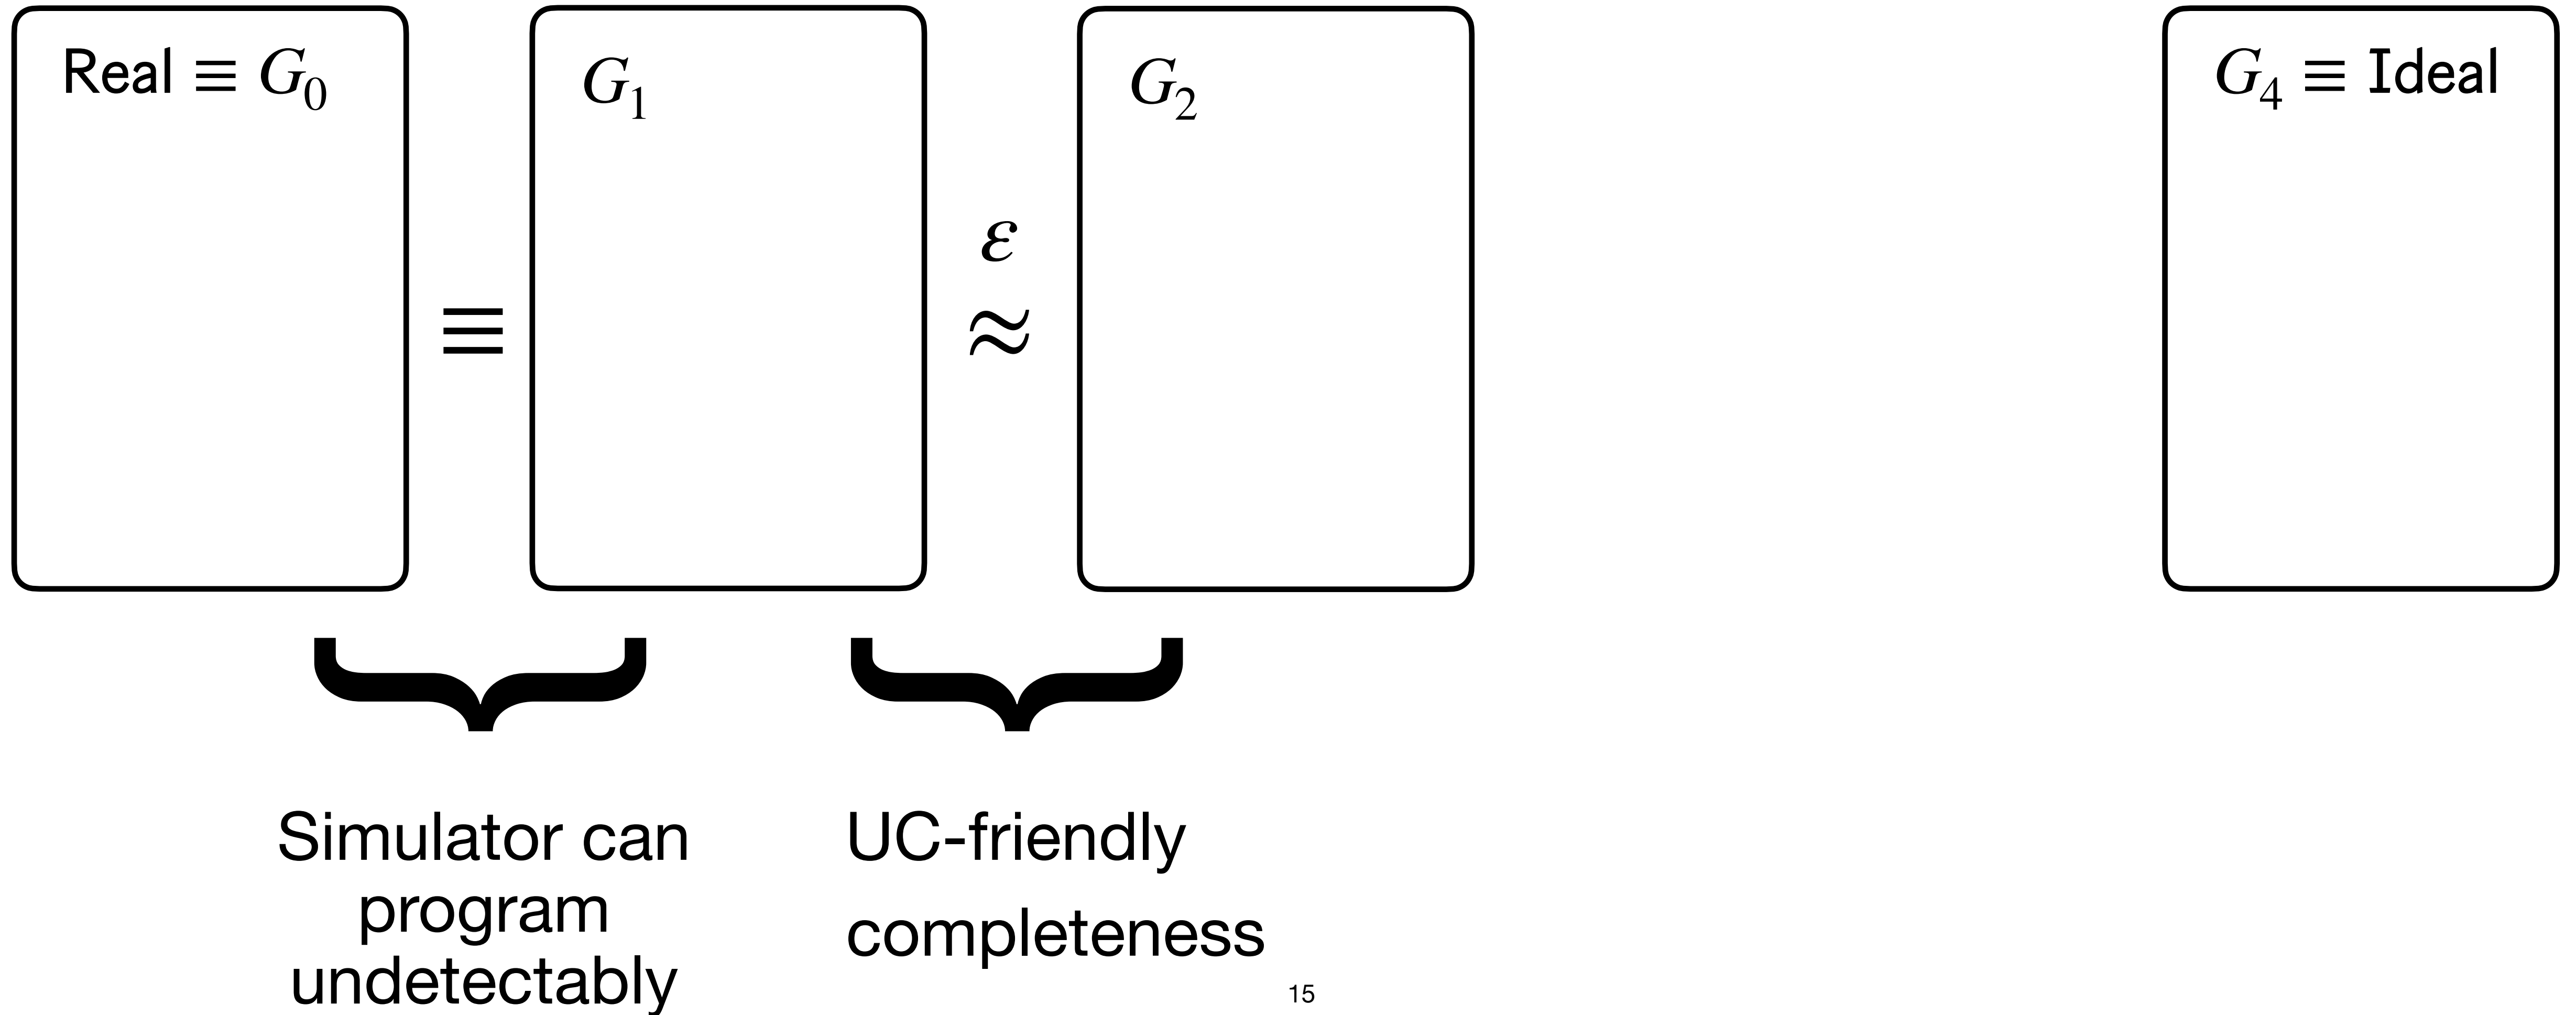 Real ≡ G₀
G₁
G₂
G₄ ≡ Ideal
≡
ε
≈
Simulator can
program
undetectably
UC-friendly
completeness
15